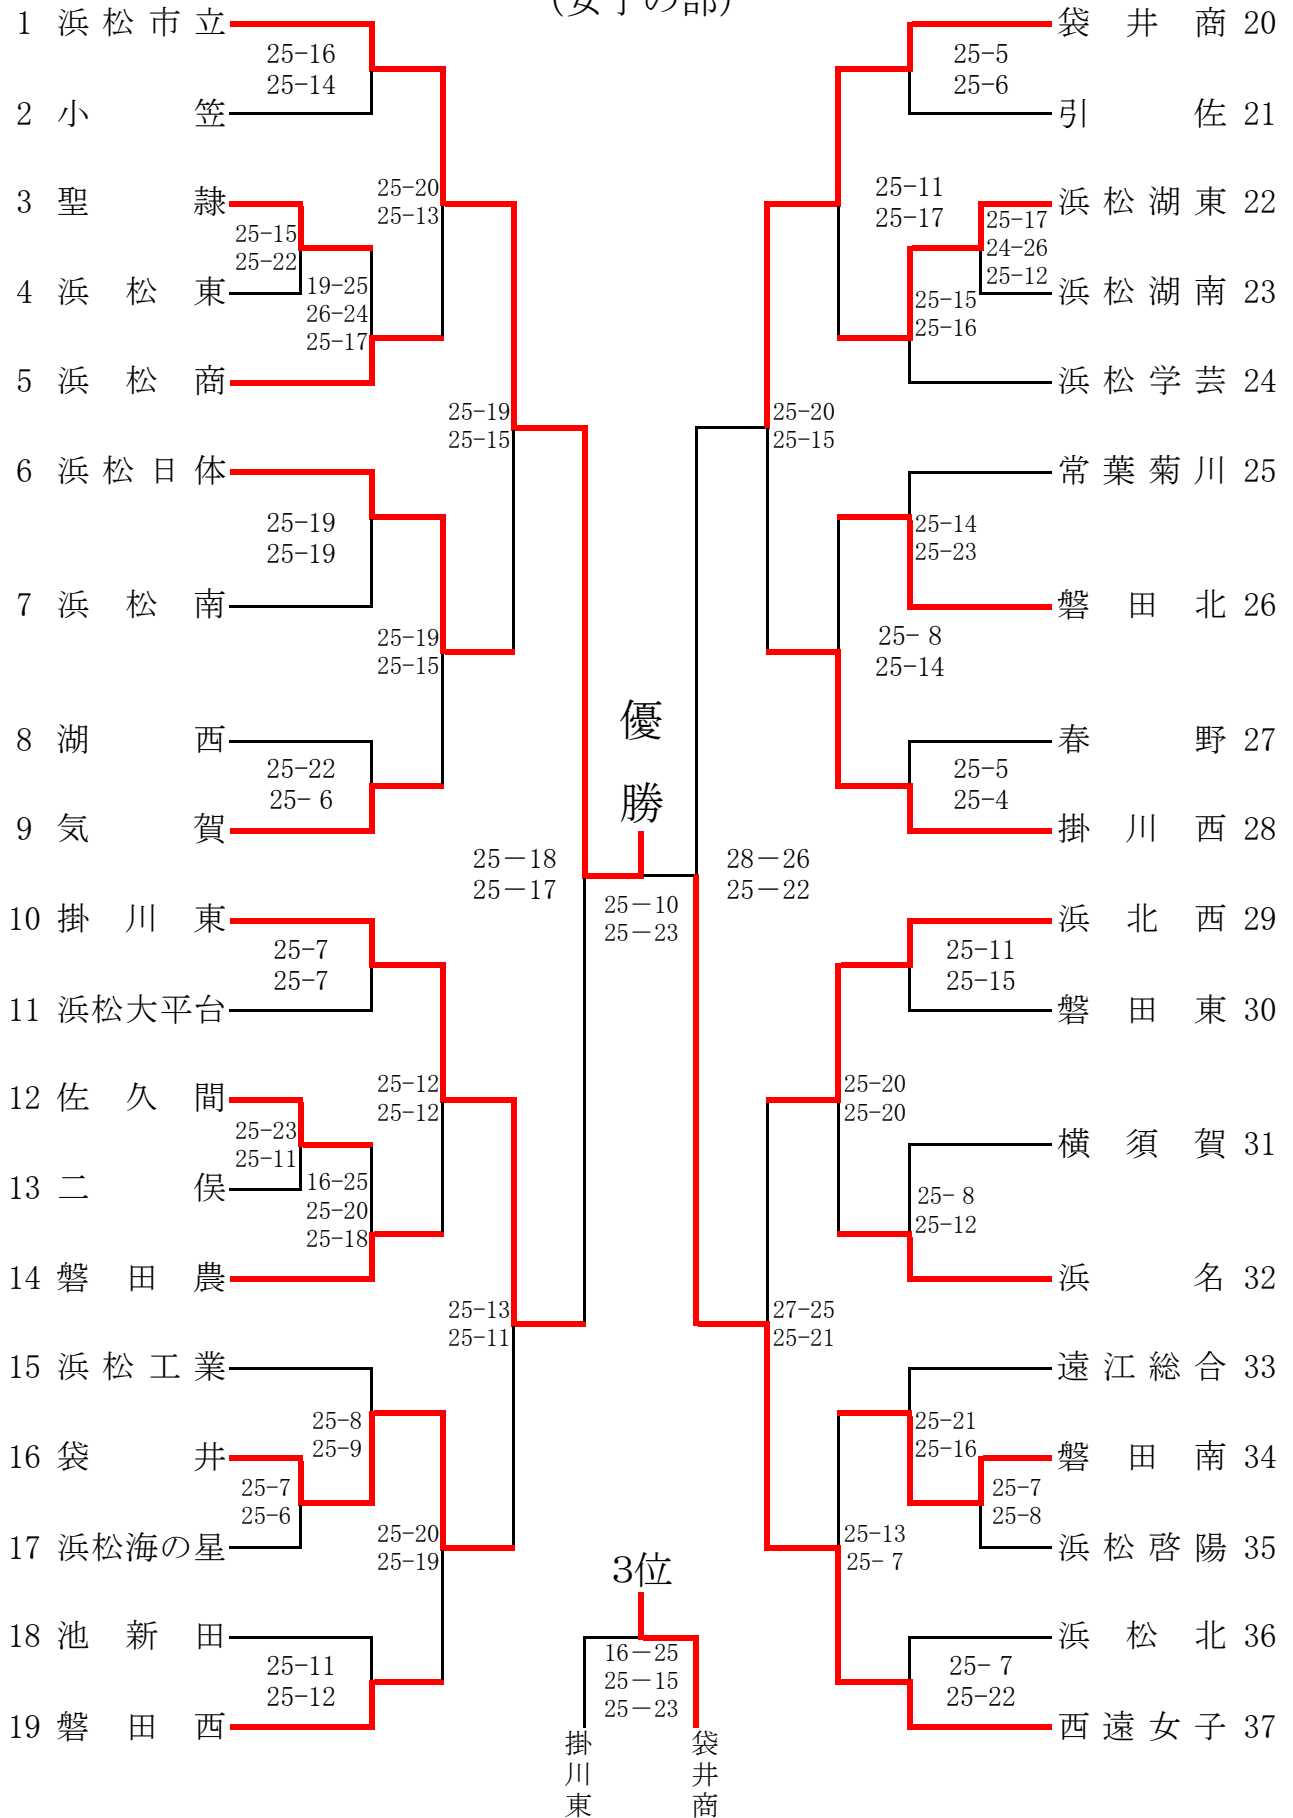 (女子の部)
1 浜松市立
25-16
25-14
2 小笠
3 聖隷
25-15
25-22
4 浜松東
19-25
26-24
25-17
5 浜松商
25-20
25-13
6 浜松日体
25-19
25-19
7 浜松南
25-19
25-15
25-19
25-15
8 湖西
25-22
25- 6
9 気賀
25-18
25-17
10 掛川東
25-7
25-7
11 浜松大平台
12 佐久間
25-23
25-11
13 二俣
16-25
25-20
25-18
14 磐田農
25-12
25-12
25-13
25-11
15 浜松工業
25-8
25-9
16 袋井
25-7
25-6
17 浜松海の星
25-20
25-19
18 池新田
25-11
25-12
19 磐田西
優
勝
25-10
25-23
3位
16-25
25-15
25-23
掛川東
袋井商
袋井商 20
25-5
25-6
引佐 21
25-11
25-17
浜松湖東 22
25-17
24-26
25-12
浜松湖南 23
25-15
25-16
浜松学芸 24
25-20
25-15
常葉菊川 25
25-14
25-23
磐田北 26
25- 8
25-14
春野 27
25-5
25-4
掛川西 28
28-26
25-22
浜北西 29
25-11
25-15
磐田東 30
25-20
25-20
横須賀 31
25- 8
25-12
浜名 32
27-25
25-21
遠江総合 33
25-21
25-16
磐田南 34
25-7
25-8
浜松啓陽 35
25-13
25- 7
浜松北 36
25- 7
25-22
西遠女子 37